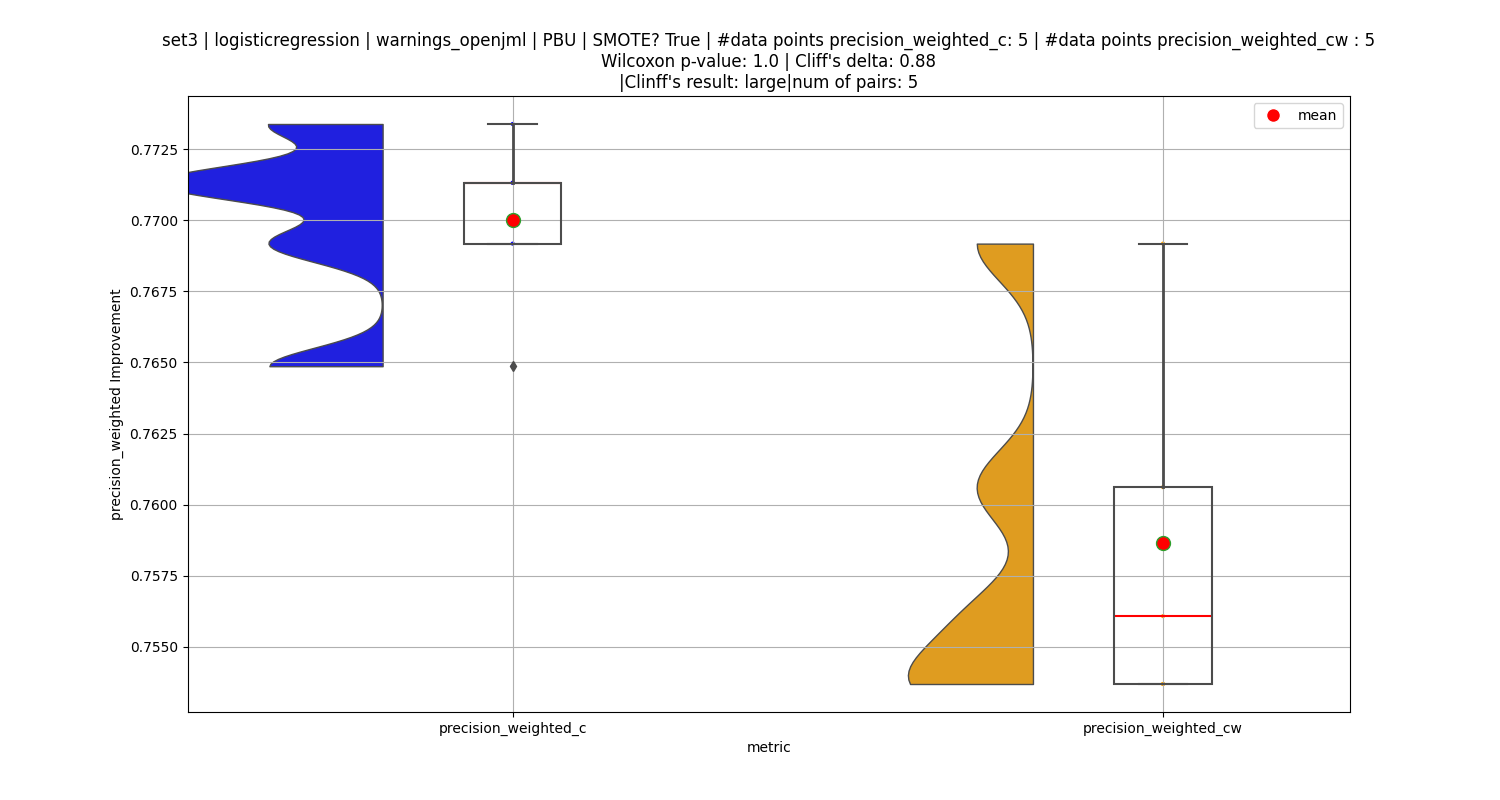 set3 | logisticregression | warnings_openjml | PBU | SMOTE? True | #data points precision_weighted_c: 5 | #data points precision_weighted_cw : 5
Wilcoxon p-value: 1.0 | Cliff's delta: 0.88
|Clinff's result: large|num of pairs: 5
mean
0.7725
0.7700
0.7675
0.7650
0.7625
0.7600
0.7575
0.7550
precision_weighted Improvement
precision_weighted_c
precision_weighted_cw
metric